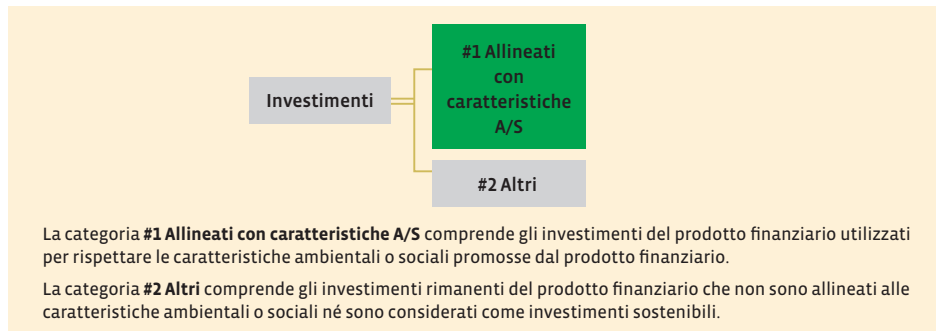 #1 Allineati
con
caratteristiche
A/S
Investimenti
#2 Altri
La categoria #1 Allineati con caratteristiche A/S comprende gli investimenti del prodotto finanziario utilizzati
per rispettare le caratteristiche ambientali o sociali promosse dal prodotto finanziario.
La categoria #2 Altri comprende gli investimenti rimanenti del prodotto finanziario che non sono allineati alle
caratteristiche ambientali o sociali né sono considerati come investimenti sostenibili.